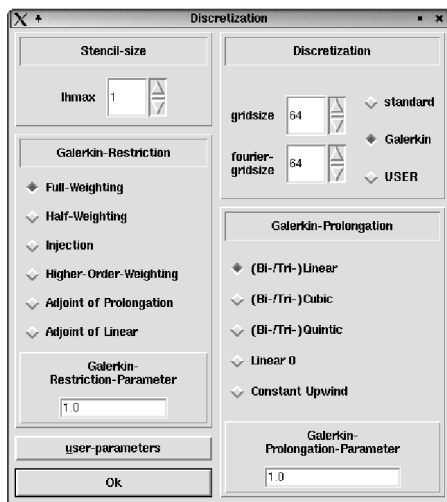 Discretization
Stencil-size
lhmax
1
Galerkin-Restriction
Full-Weighting
Half-Weighting
Injection
Higher-Order-Weighting
Adjoint of Prolongation
Adjoint of Linear
Galerkin-
Restriction-Parameter
1.0
user-parameters
Ok
Discretization
gridsize
64
fourier-
gridsize
64
standard
Galerkin
USER
Galerkin-Prolongation
(Bi-/Tri-)Linear
(Bi-/Tri-)Cubic
(Bi-/Tri-)Quintic
Linear 0
Constant Upwind
Galerkin-
Prolongation-Parameter
1.0